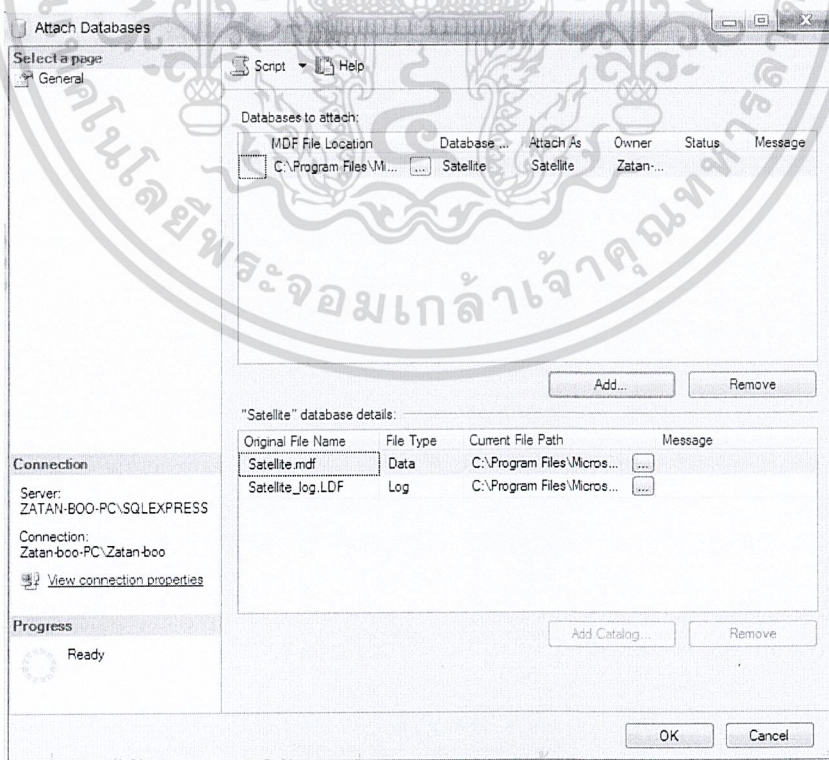 Attach Databases
Select a page
General
Script Help
Databases to attach:
MDF File Location Database ... Attach As Owner Status Message
C:\Program Files\Mi... ... Satellite Satellite Zatan-...
Add... Remove
"Satellite" database details:
Original File Name File Type Current File Path Message
Satellite.mdf Data C:\Program Files\Micros... ...
Satellite_log.LDF Log C:\Program Files\Micros... ...
Add Catalog... Remove
Connection
Server:
ZATAN-BOO-PC\SQLEXPRESS
Connection:
Zatan-boo-PC\Zatan-boo
View connection properties
Progress
Ready
OK Cancel
พระจอมเกล้าเจ้าคุณทหาร